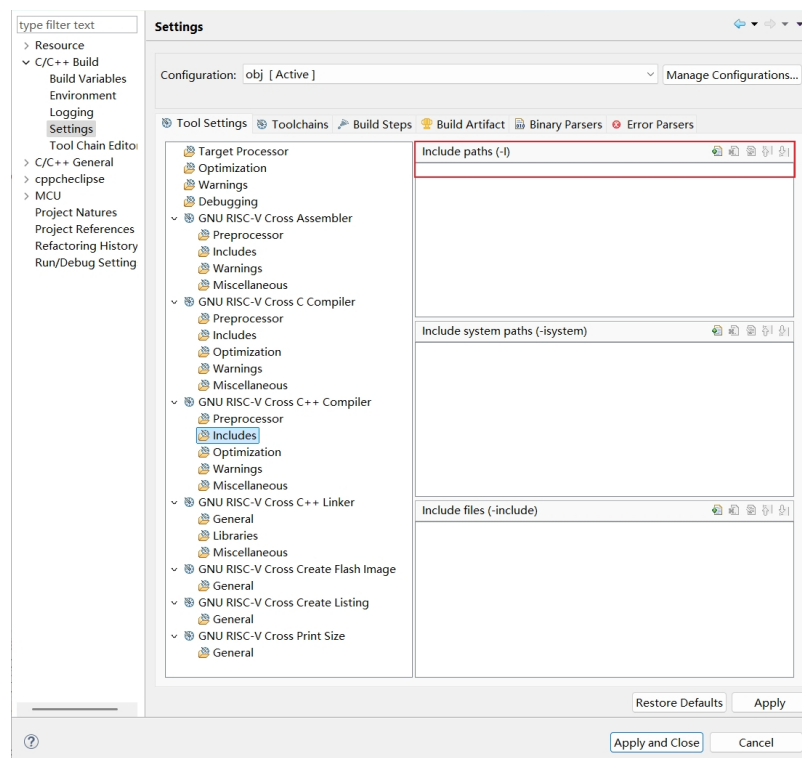 type filter text
Settings
Resource
C/C++ Build
Build Variables
Environment
Logging
Settings
Tool Chain Edito
C/C++ General
cppcheclipse
MCU
Project Natures
Project References
Refactoring History
Run/Debug Setting
Configuration: obj [ Active ] Manage Configurations...
Tool Settings Toolchains Build Steps Build Artifact Binary Parsers Error Parsers
Target Processor
Optimization
Warnings
Debugging
GNU RISC-V Cross Assembler
Preprocessor
Includes
Warnings
Miscellaneous
GNU RISC-V Cross C Compiler
Preprocessor
Includes
Optimization
Warnings
Miscellaneous
GNU RISC-V Cross C++ Compiler
Preprocessor
Includes
Optimization
Warnings
Miscellaneous
GNU RISC-V Cross C++ Linker
General
Libraries
Miscellaneous
GNU RISC-V Cross Create Flash Image
General
GNU RISC-V Cross Create Listing
General
GNU RISC-V Cross Print Size
General
Include paths (-I)
Include system paths (-isystem)
Include files (-include)
Restore Defaults Apply
Apply and Close Cancel